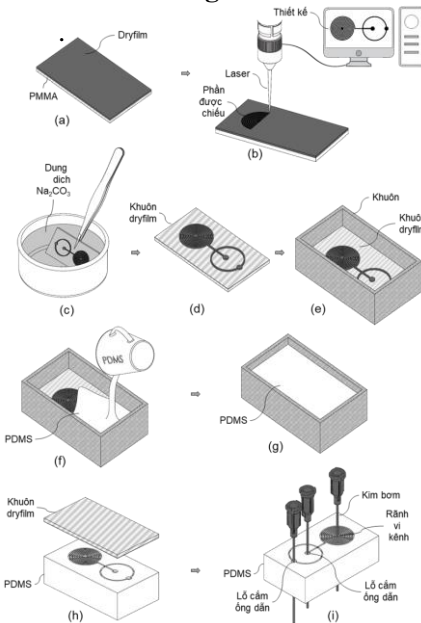 Dryfilm
PMMA
(a)
Thiết kế
Laser
Phần
được
chiếu
(b)
Dung
dịch
Na₂CO₃
(c)
Khuôn
dryfilm
(d)
Khuôn
Khuôn
dryfilm
(e)
PDMS
PDMS
(f)
PDMS
(g)
Khuôn
dryfilm
PDMS
(h)
Kim bơm
Rãnh
vi
kênh
PDMS
Lỗ cắm
ống dẫn
Lỗ cắm
ống dẫn
(i)